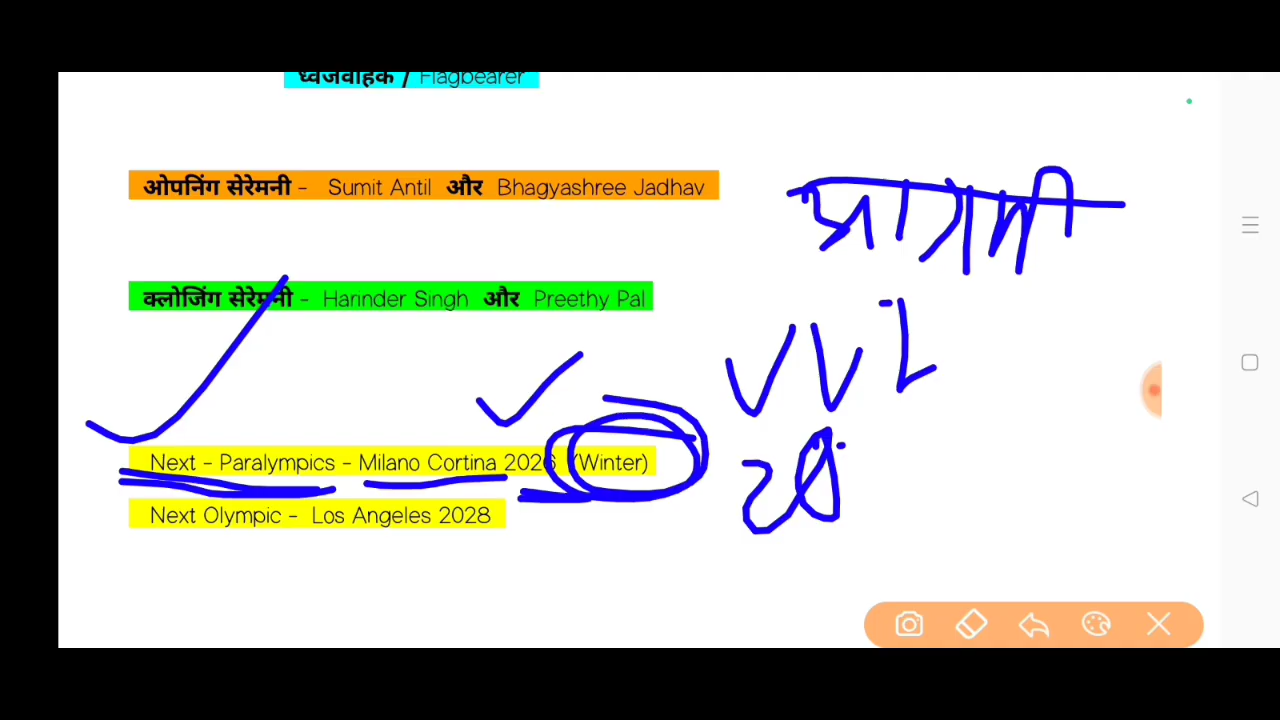 ध्वजवाहक / Flagbearer
ओपनिंग सेरेमनी - Sumit Antil और Bhagyashree Jadhav
क्लोजिंग सेरेमनी - Harinder Singh और Preethy Pal
VVI
Next - Paralympics - Milano Cortina 2026 (Winter)
28
Next Olympic - Los Angeles 2028